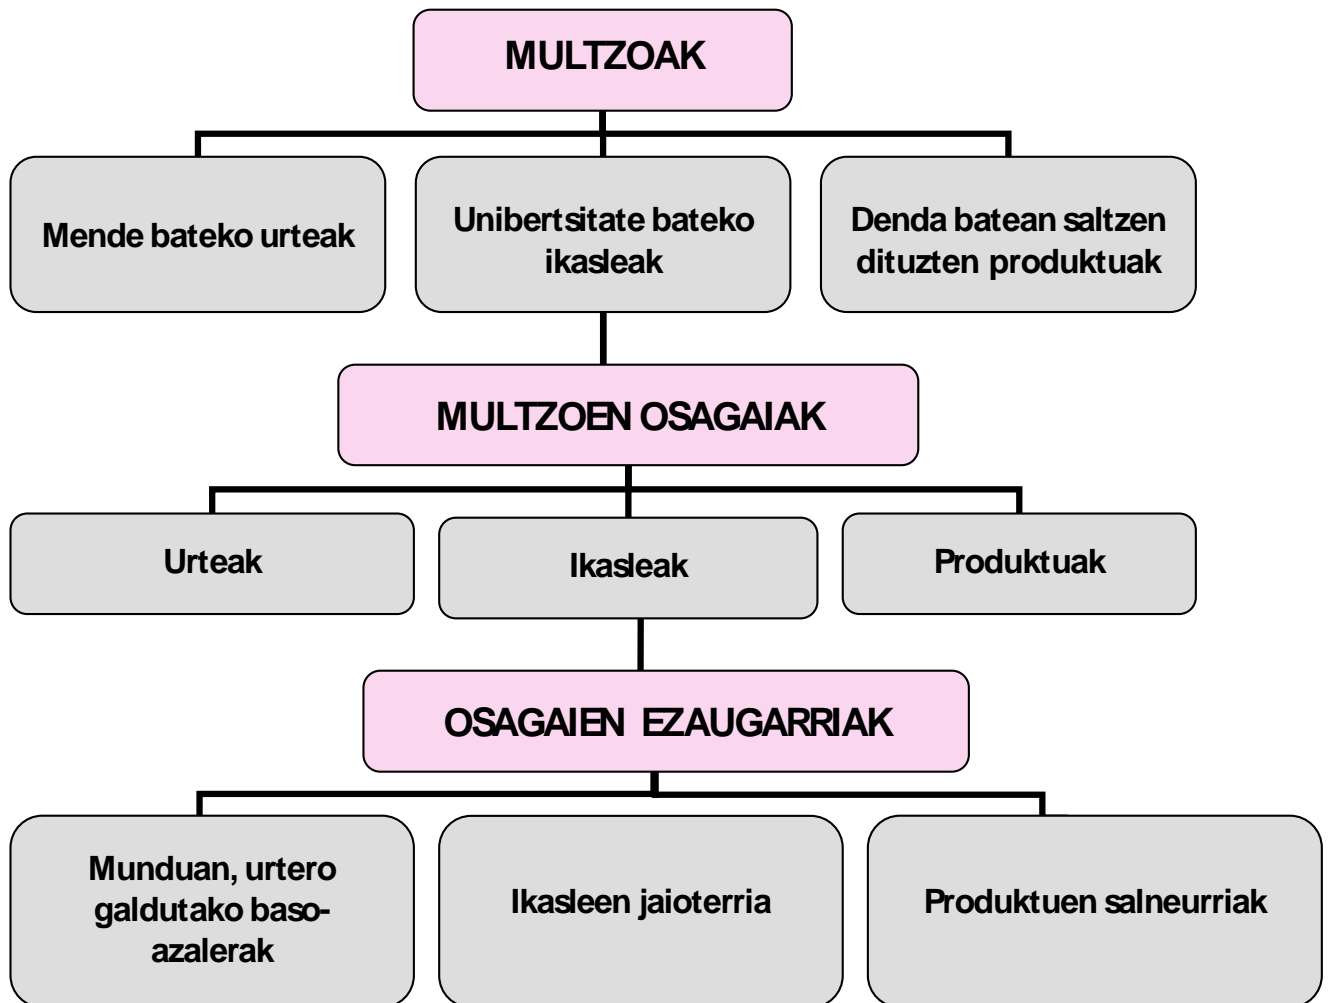 MULTZOAK
Mende bateko urteak
Unibertsitate bateko
ikasleak
Denda batean saltzen
dituzten produktuak
MULTZOEN OSAGAIAK
Urteak
Ikasleak
Produktuak
OSAGAIEN EZAUGARRIAK
Munduan, urtero
galdutako baso-
azalerak
Ikasleen jaioterria
Produktuen salneurriak